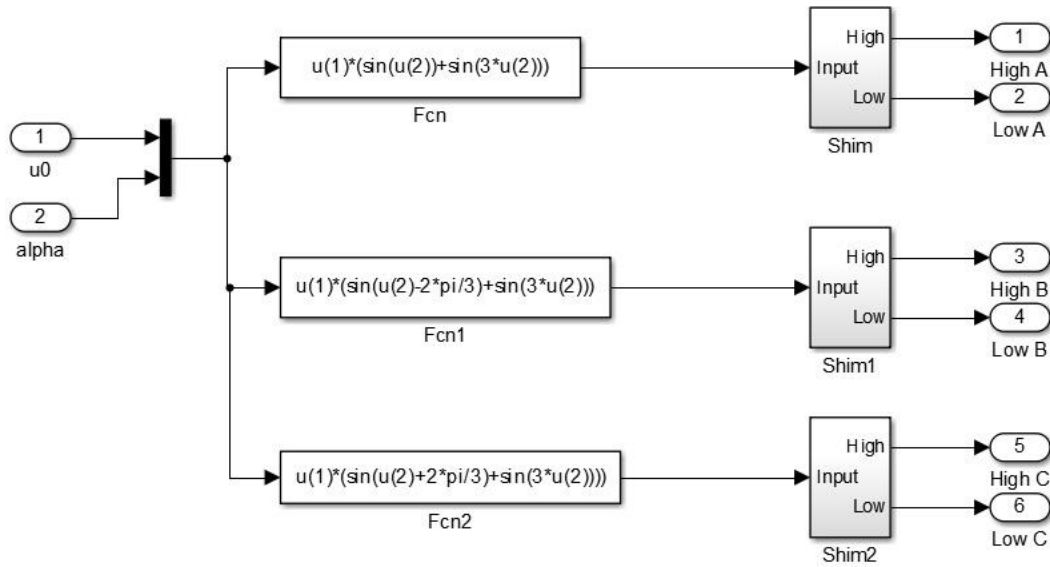 u(1)*(sin(u(2))+sin(3*u(2)))
Fcn
High
Input
Low
Shim
1
High A
2
Low A
1
u0
2
alpha
u(1)*(sin(u(2)-2*pi/3)+sin(3*u(2)))
Fcn1
High
Input
Low
Shim1
3
High B
4
Low B
u(1)*(sin(u(2)+2*pi/3)+sin(3*u(2))))
Fcn2
High
Input
Low
Shim2
5
High C
6
Low C